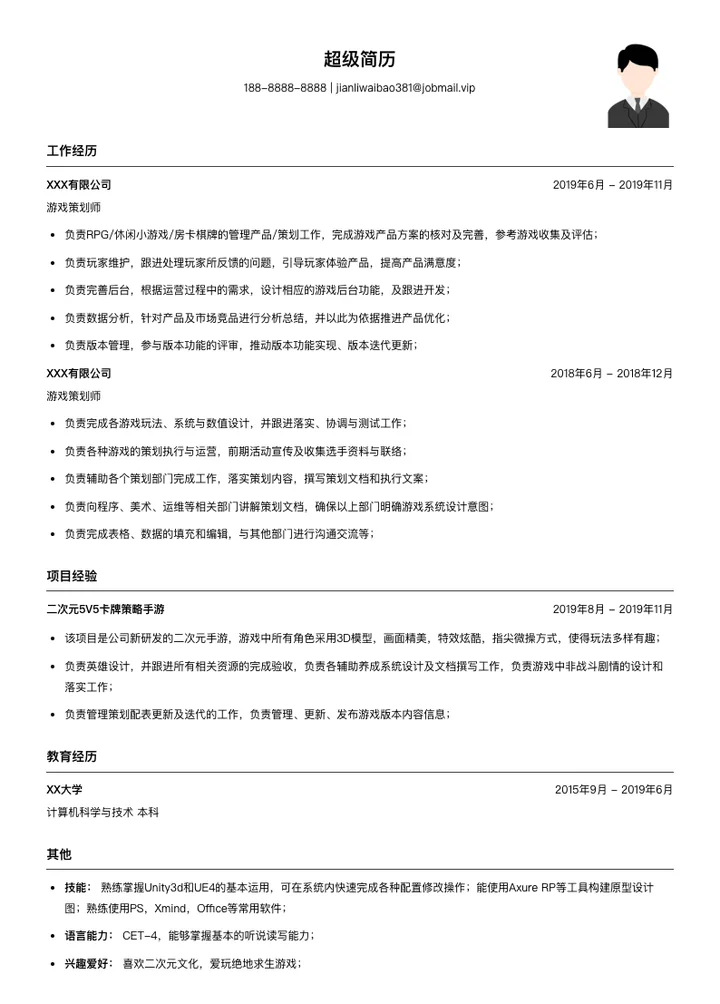 超级简历
188-8888-8888 | jianliwaibao381@jobmail.vip
工作经历
XXX有限公司 2019年6月 – 2019年11月
游戏策划师
• 负责RPG/休闲小游戏/房卡棋牌的管理产品/策划工作，完成游戏产品方案的核对及完善，参考游戏收集及评估；
• 负责玩家维护，跟进处理玩家所反馈的问题，引导玩家体验产品，提高产品满意度；
• 负责完善后台，根据运营过程中的需求，设计相应的游戏后台功能，及跟进开发；
• 负责数据分析，针对产品及市场竞品进行分析总结，并以此为依据推进产品优化；
• 负责版本管理，参与版本功能的评审，推动版本功能实现、版本迭代更新；
XXX有限公司 2018年6月 – 2018年12月
游戏策划师
• 负责完成各游戏玩法、系统与数值设计，并跟进落实、协调与测试工作；
• 负责各种游戏的策划执行与运营，前期活动宣传及收集选手资料与联络；
• 负责辅助各个策划部门完成工作，落实策划内容，撰写策划文档和执行文案；
• 负责向程序、美术、运维等相关部门讲解策划文档，确保以上部门明确游戏系统设计意图；
• 负责完成表格、数据的填充和编辑，与其他部门进行沟通交流等；
项目经验
二次元5V5卡牌策略手游 2019年8月 – 2019年11月
• 该项目是公司新研发的二次元手游，游戏中所有角色采用3D模型，画面精美，特效炫酷，指尖微操方式，使得玩法多样有趣；
• 负责英雄设计，并跟进所有相关资源的完成验收，负责各辅助养成系统设计及文档撰写工作，负责游戏中非战斗剧情的设计和
落实工作；
• 负责管理策划配表更新及迭代的工作，负责管理、更新、发布游戏版本内容信息；
教育经历
XX大学 2015年9月 – 2019年6月
计算机科学与技术 本科
其他
• 技能： 熟练掌握Unity3d和UE4的基本运用，可在系统内快速完成各种配置修改操作；能使用Axure RP等工具构建原型设计
图；熟练使用PS，Xmind，Office等常用软件；
• 语言能力： CET-4，能够掌握基本的听说读写能力；
• 兴趣爱好： 喜欢二次元文化，爱玩绝地求生游戏；